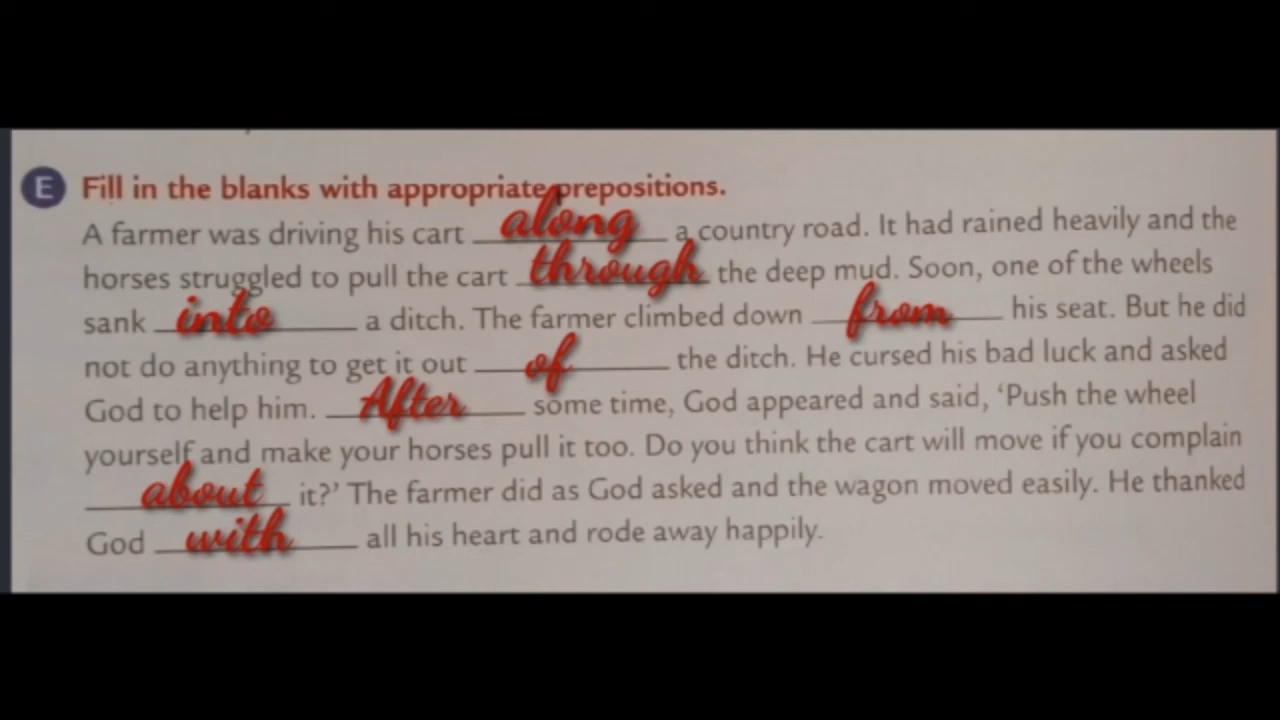 E Fill in the blanks with appropriate prepositions.
A farmer was driving his cart along a country road. It had rained heavily and the
horses struggled to pull the cart through the deep mud. Soon, one of the wheels
sank into a ditch. The farmer climbed down from his seat. But he did
not do anything to get it out of the ditch. He cursed his bad luck and asked
God to help him. After some time, God appeared and said, ‘Push the wheel
yourself and make your horses pull it too. Do you think the cart will move if you complain
about it?’ The farmer did as God asked and the wagon moved easily. He thanked
God with all his heart and rode away happily.